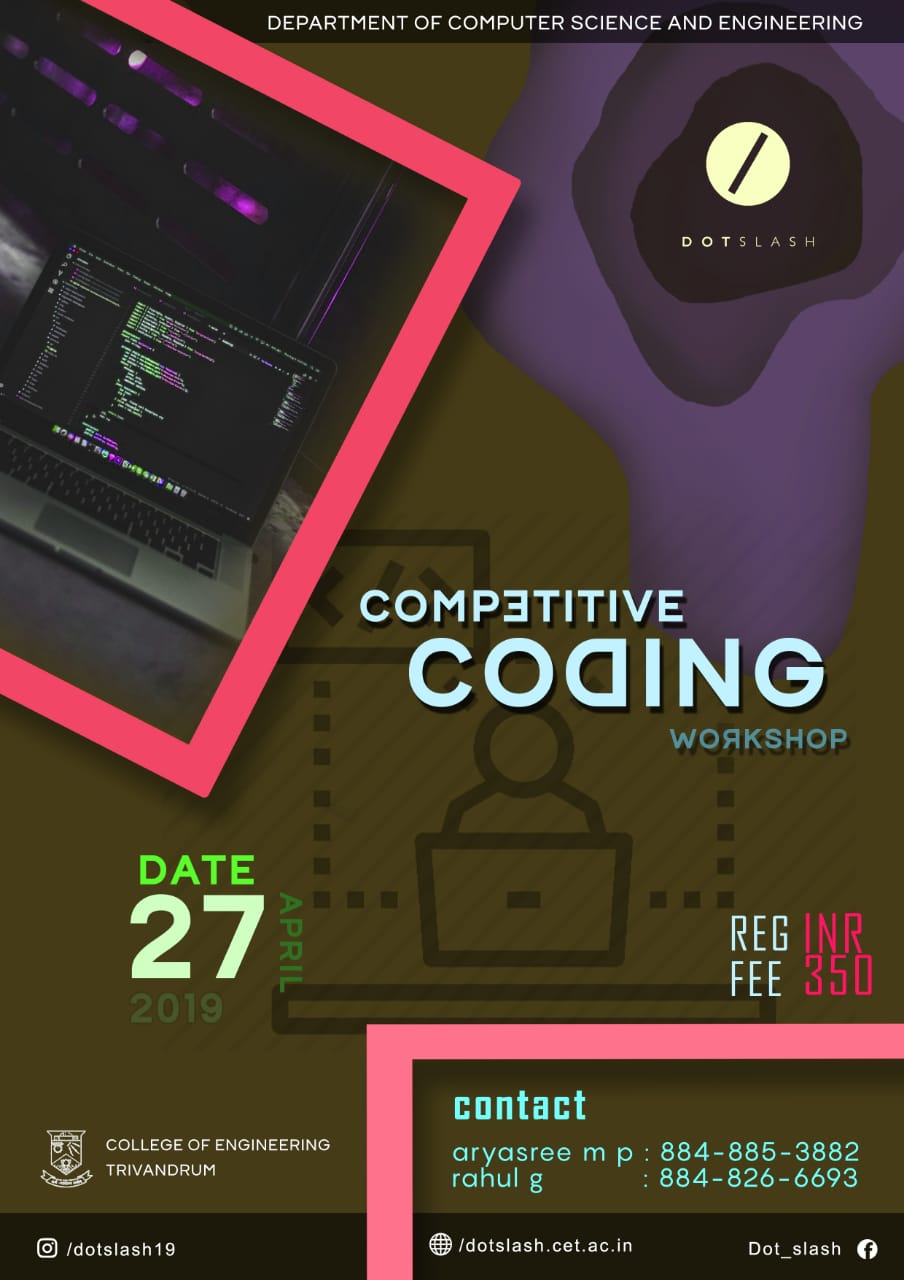 DEPARTMENT OF COMPUTER SCIENCE AND ENGINEERING
DOTSLASH
COMPETITIVE
CODING
WORKSHOP
DATE
27
APRIL
2019
REG INR
FEE 350
contact
aryasree m p : 884-885-3882
rahul g : 884-826-6693
COLLEGE OF ENGINEERING
TRIVANDRUM
/dotslash19
/dotslash.cet.ac.in
Dot_slash